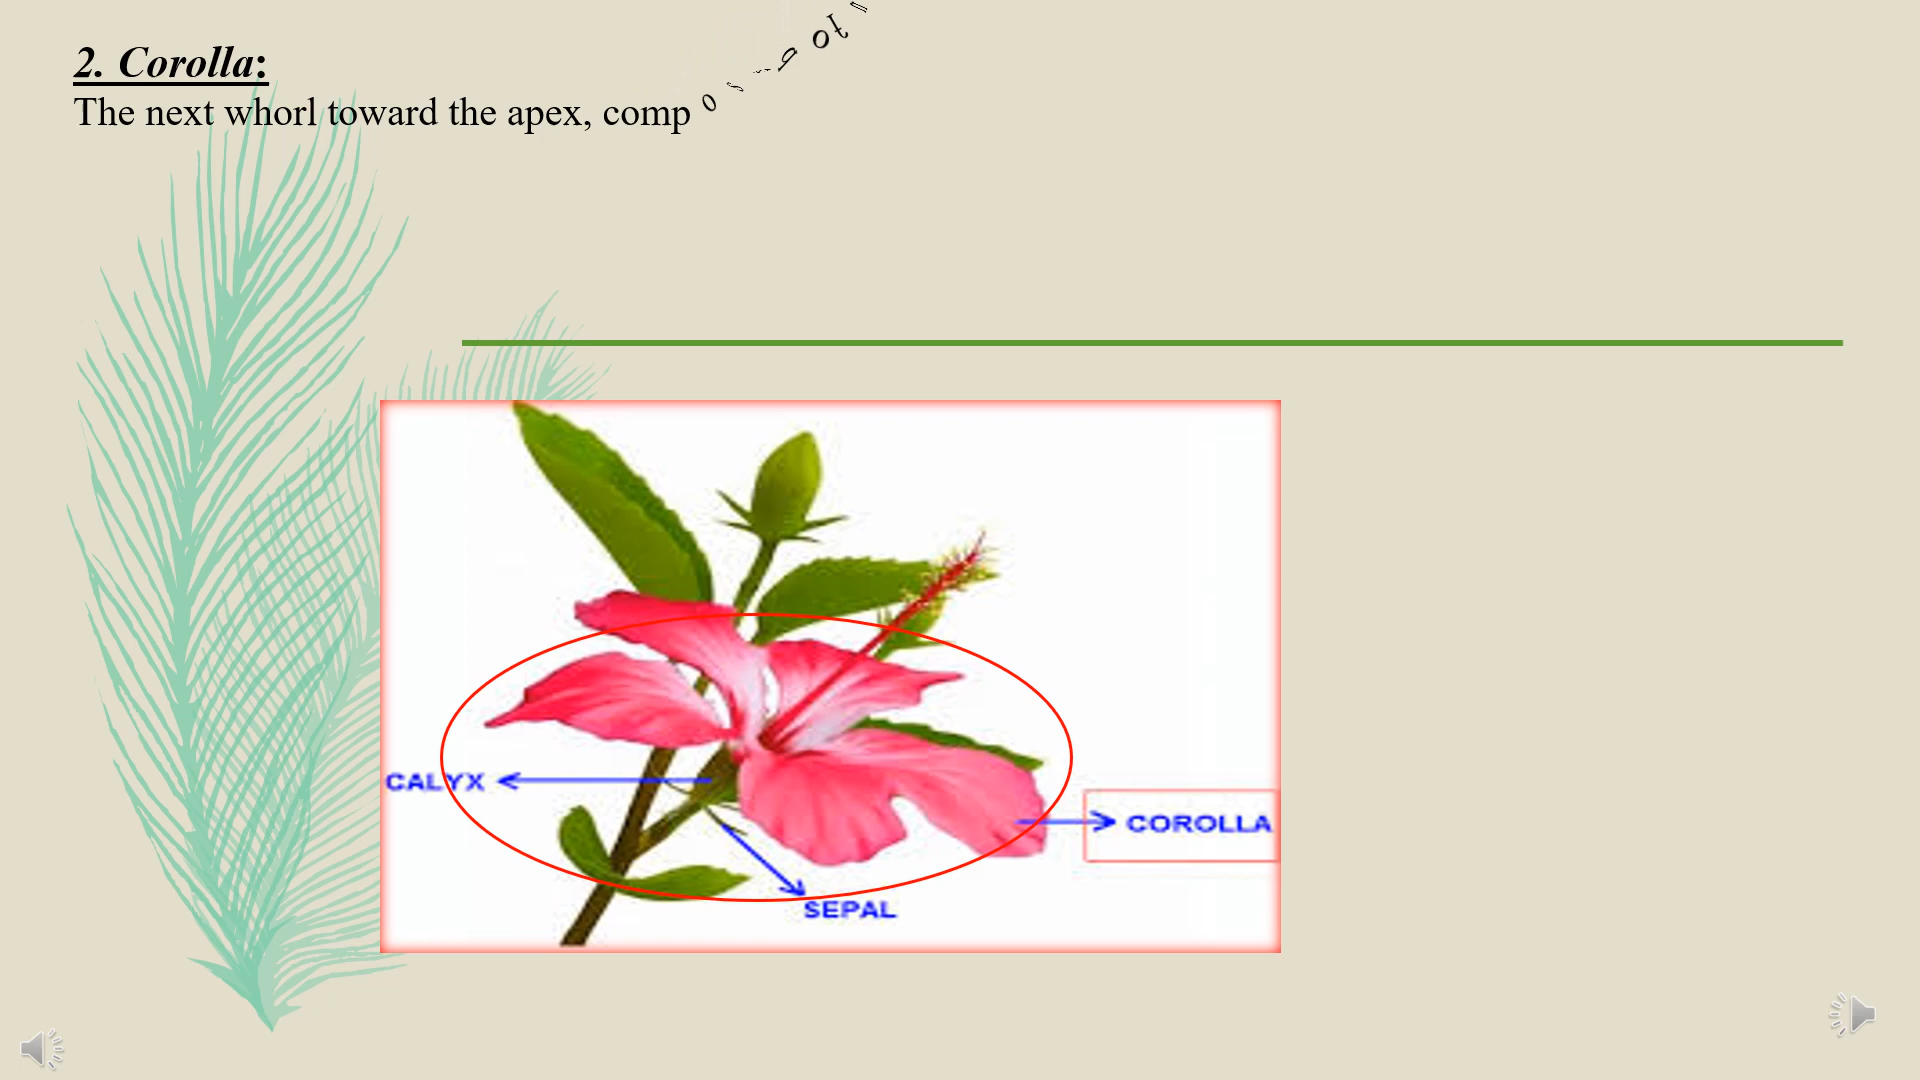 2. Corolla:
The next whorl toward the apex, comp
CALYX
COROLLA
SEPAL